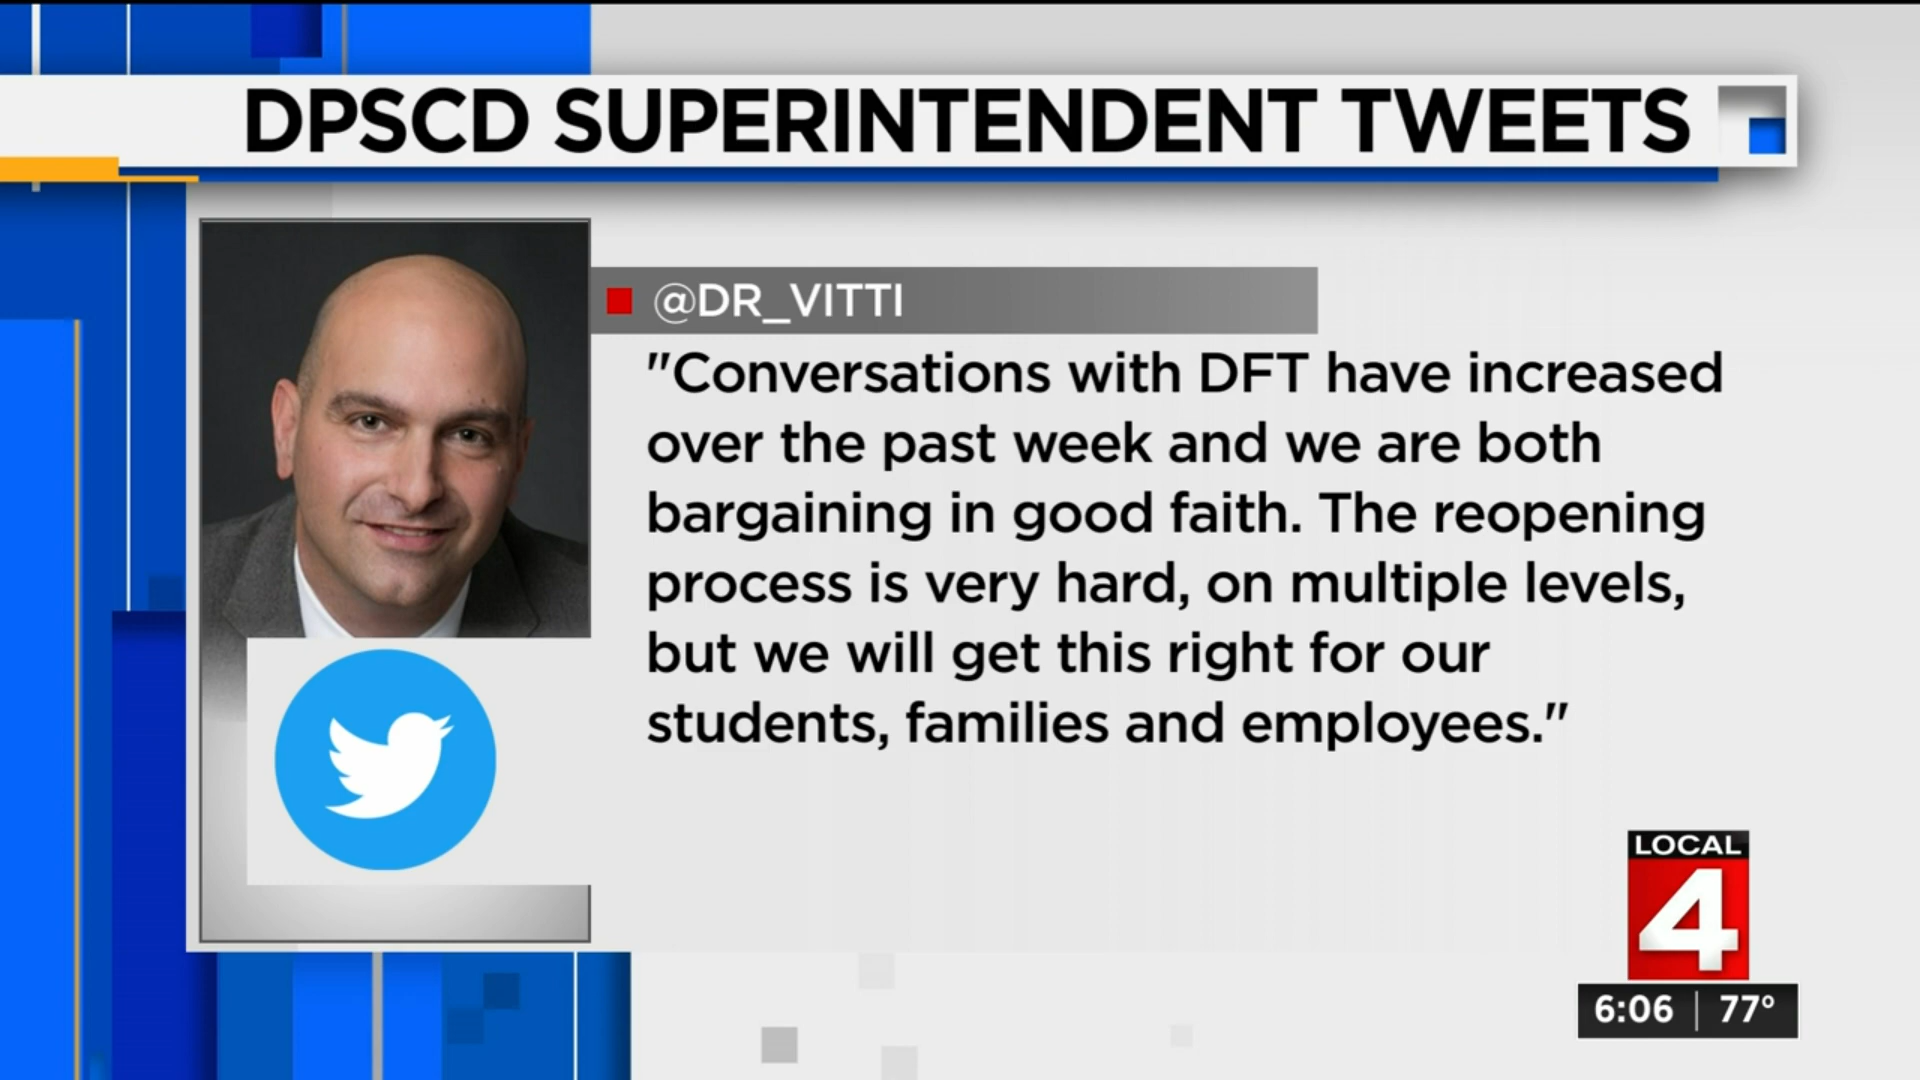 DPSCD SUPERINTENDENT TWEETS
@DR_VITTI
"Conversations with DFT have increased
over the past week and we are both
bargaining in good faith. The reopening
process is very hard, on multiple levels,
but we will get this right for our
students, families and employees."
LOCAL
4
6:06 | 77°